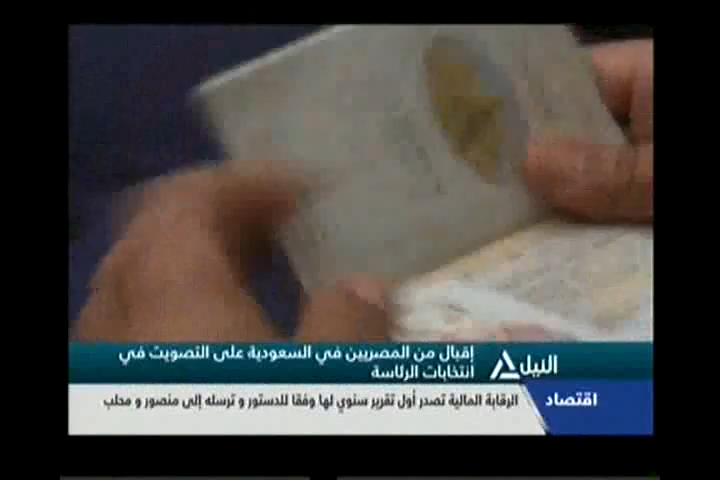 إقبال من المصريين في السعودية على التصويت في
انتخابات الرئاسة
النيل
اقتصاد
الرقابة المالية تصدر أول تقرير سنوي لها وفقا للدستور و ترسله إلى منصور و محلب